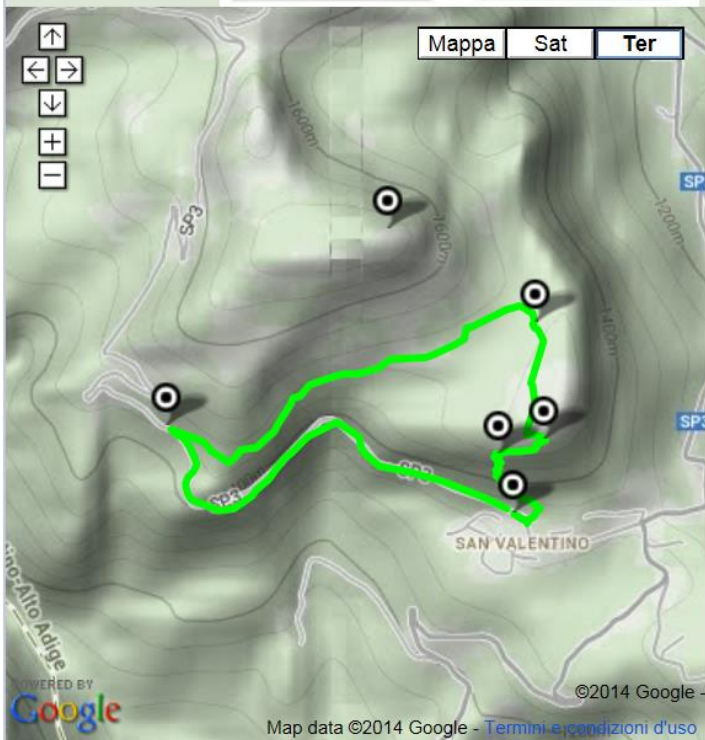 Mappa Sat Ter
1600m
SP3
1600m
1200m
SP
1400m
SP3
SP3
SP3
SAN VALENTINO
ino-Alto Adige
POWERED BY
Google
©2014 Google -
Map data ©2014 Google - Termini e condizioni d'uso